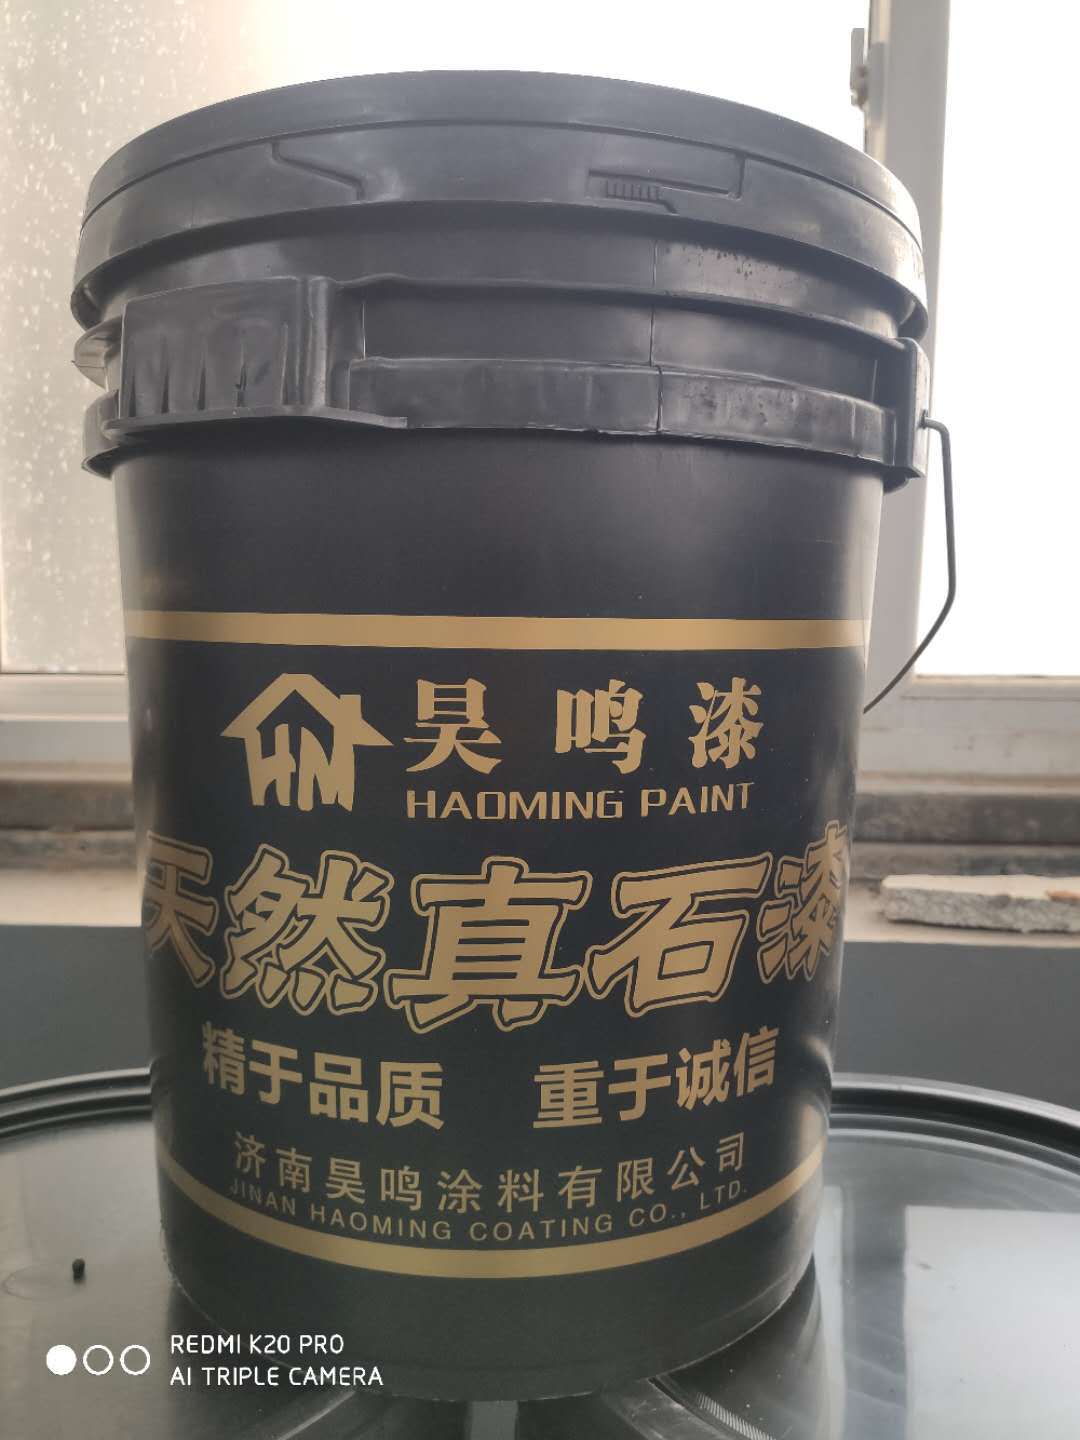 HM
昊鸣漆
HAOMING PAINT
天然真石漆
精于品质 重于诚信
济南昊鸣涂料有限公司
JINAN HAOMING COATING CO., LTD.
REDMI K20 PRO
AI TRIPLE CAMERA